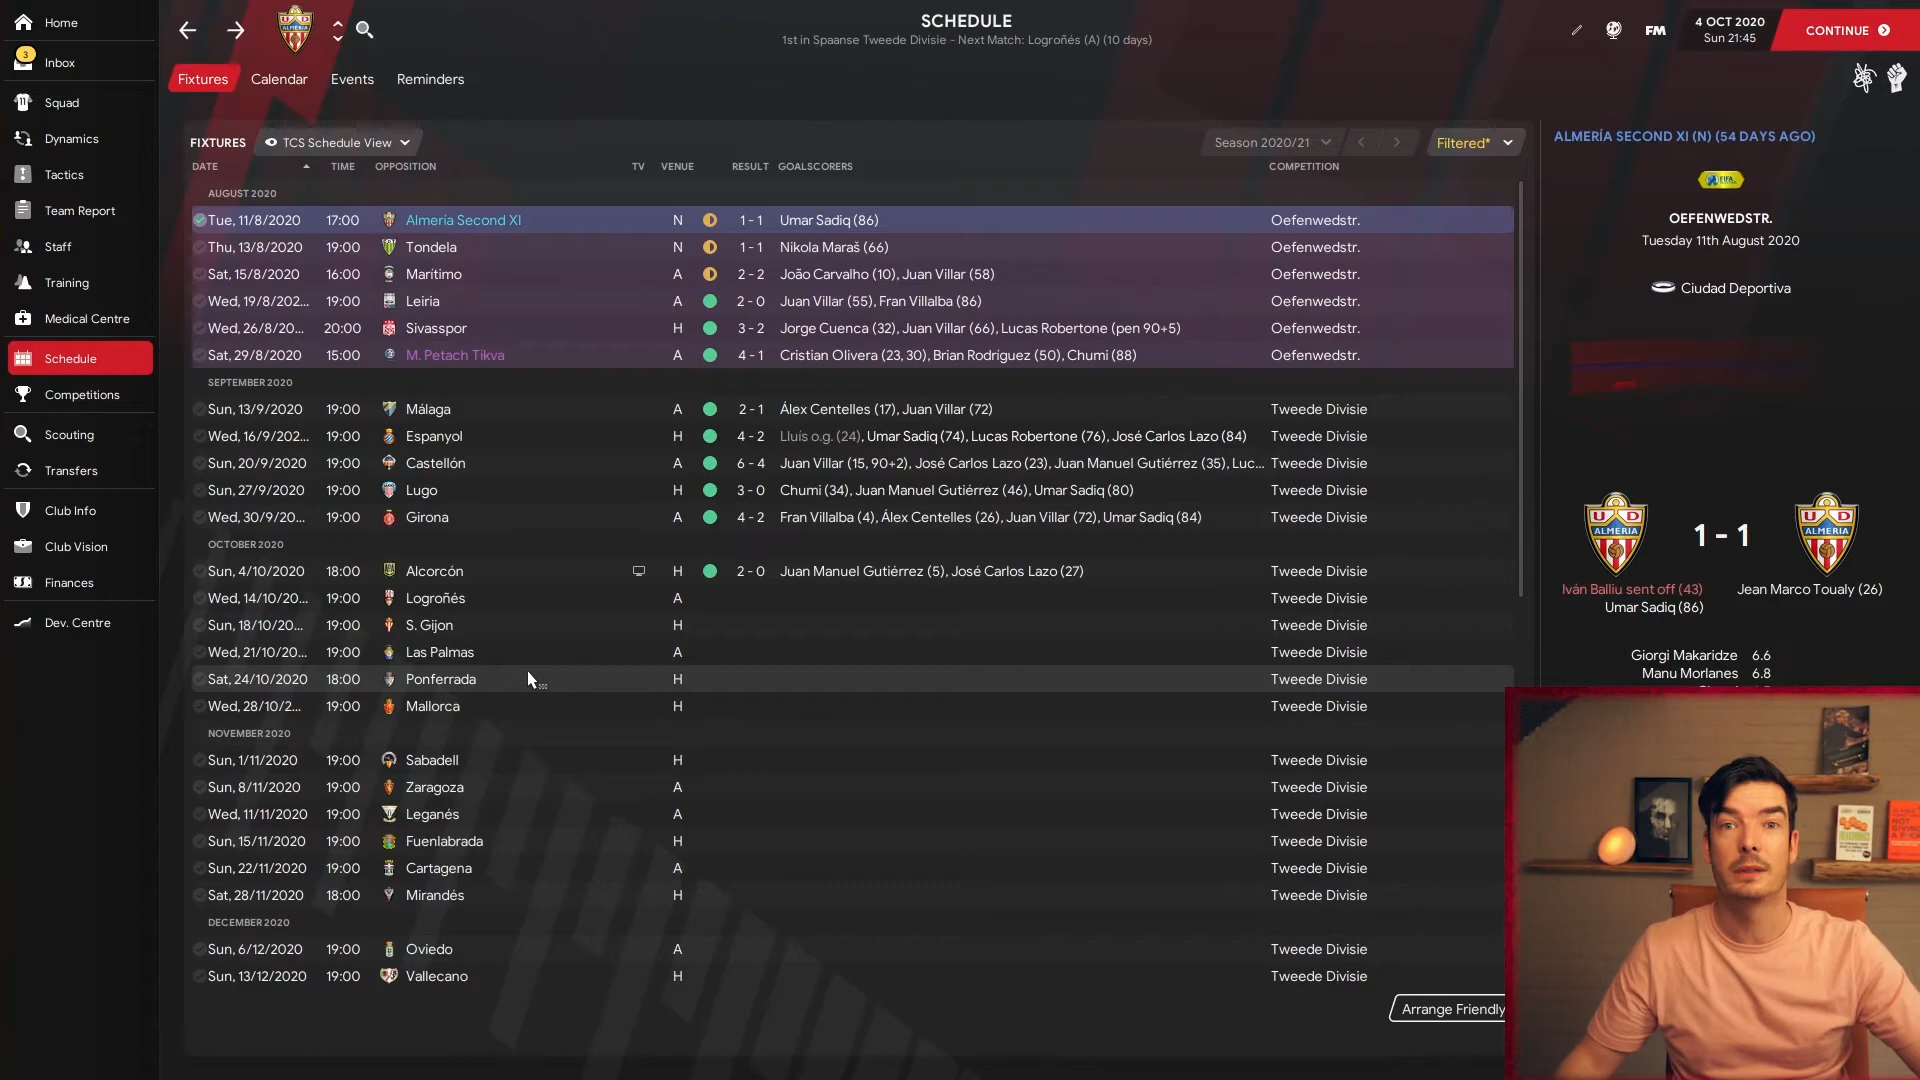 Home
3
Inbox
Squad
Dynamics
Tactics
Team Report
Staff
Training
Medical Centre
Schedule
Competitions
Scouting
Transfers
Club Info
Club Vision
Finances
Dev. Centre
SCHEDULE
1st in Spaanse Tweede Divisie - Next Match: Logroñés (A) (10 days)
FM
4 OCT 2020
Sun 21:45
CONTINUE
Fixtures Calendar Events Reminders
FIXTURES TCS Schedule View Season 2020/21 Filtered*
DATE TIME OPPOSITION TV VENUE RESULT GOALSCORERS COMPETITION
AUGUST 2020
Tue, 11/8/2020 17:00 Almería Second XI N 1 - 1 Umar Sadiq (86) Oefenwedstr.
Thu, 13/8/2020 19:00 Tondela N 1 - 1 Nikola Maraš (66) Oefenwedstr.
Sat, 15/8/2020 16:00 Marítimo A 2 - 2 João Carvalho (10), Juan Villar (58) Oefenwedstr.
Wed, 19/8/202... 19:00 Leiria A 2 - 0 Juan Villar (55), Fran Villalba (86) Oefenwedstr.
Wed, 26/8/20... 20:00 Sivasspor H 3 - 2 Jorge Cuenca (32), Juan Villar (66), Lucas Robertone (pen 90+5) Oefenwedstr.
Sat, 29/8/2020 15:00 M. Petach Tikva A 4 - 1 Cristian Olivera (23, 30), Brian Rodríguez (50), Chumi (88) Oefenwedstr.
SEPTEMBER 2020
Sun, 13/9/2020 19:00 Málaga A 2 - 1 Álex Centelles (17), Juan Villar (72) Tweede Divisie
Wed, 16/9/202... 19:00 Espanyol H 4 - 2 Lluís o.g. (24), Umar Sadiq (74), Lucas Robertone (76), José Carlos Lazo (84) Tweede Divisie
Sun, 20/9/2020 19:00 Castellón A 6 - 4 Juan Villar (15, 90+2), José Carlos Lazo (23), Juan Manuel Gutiérrez (35), Luc... Tweede Divisie
Sun, 27/9/2020 19:00 Lugo H 3 - 0 Chumi (34), Juan Manuel Gutiérrez (46), Umar Sadiq (80) Tweede Divisie
Wed, 30/9/20... 19:00 Girona A 4 - 2 Fran Villalba (4), Álex Centelles (26), Juan Villar (72), Umar Sadiq (84) Tweede Divisie
OCTOBER 2020
Sun, 4/10/2020 18:00 Alcorcón H 2 - 0 Juan Manuel Gutiérrez (5), José Carlos Lazo (27) Tweede Divisie
Wed, 14/10/20... 19:00 Logroñés A Tweede Divisie
Sun, 18/10/20... 19:00 S. Gijon H Tweede Divisie
Wed, 21/10/20... 19:00 Las Palmas A Tweede Divisie
Sat, 24/10/2020 18:00 Ponferrada H Tweede Divisie
Wed, 28/10/2... 19:00 Mallorca H Tweede Divisie
NOVEMBER 2020
Sun, 1/11/2020 19:00 Sabadell H Tweede Divisie
Sun, 8/11/2020 19:00 Zaragoza A Tweede Divisie
Wed, 11/11/2020 19:00 Leganés A Tweede Divisie
Sun, 15/11/2020 19:00 Fuenlabrada H Tweede Divisie
Sun, 22/11/2020 19:00 Cartagena A Tweede Divisie
Sat, 28/11/2020 18:00 Mirandés H Tweede Divisie
DECEMBER 2020
Sun, 6/12/2020 19:00 Oviedo A Tweede Divisie
Sun, 13/12/2020 19:00 Vallecano H Tweede Divisie
Arrange Friendly
ALMERÍA SECOND XI (N) (54 DAYS AGO)
FIFA
OEFENWEDSTR.
Tuesday 11th August 2020
Ciudad Deportiva
U D
ALMERIA
1 - 1
U D
ALMERIA
Iván Balliu sent off (43) Jean Marco Toualy (26)
Umar Sadiq (86)
Giorgi Makaridze 6.6
Manu Morlanes 6.8
NOT
GIVING